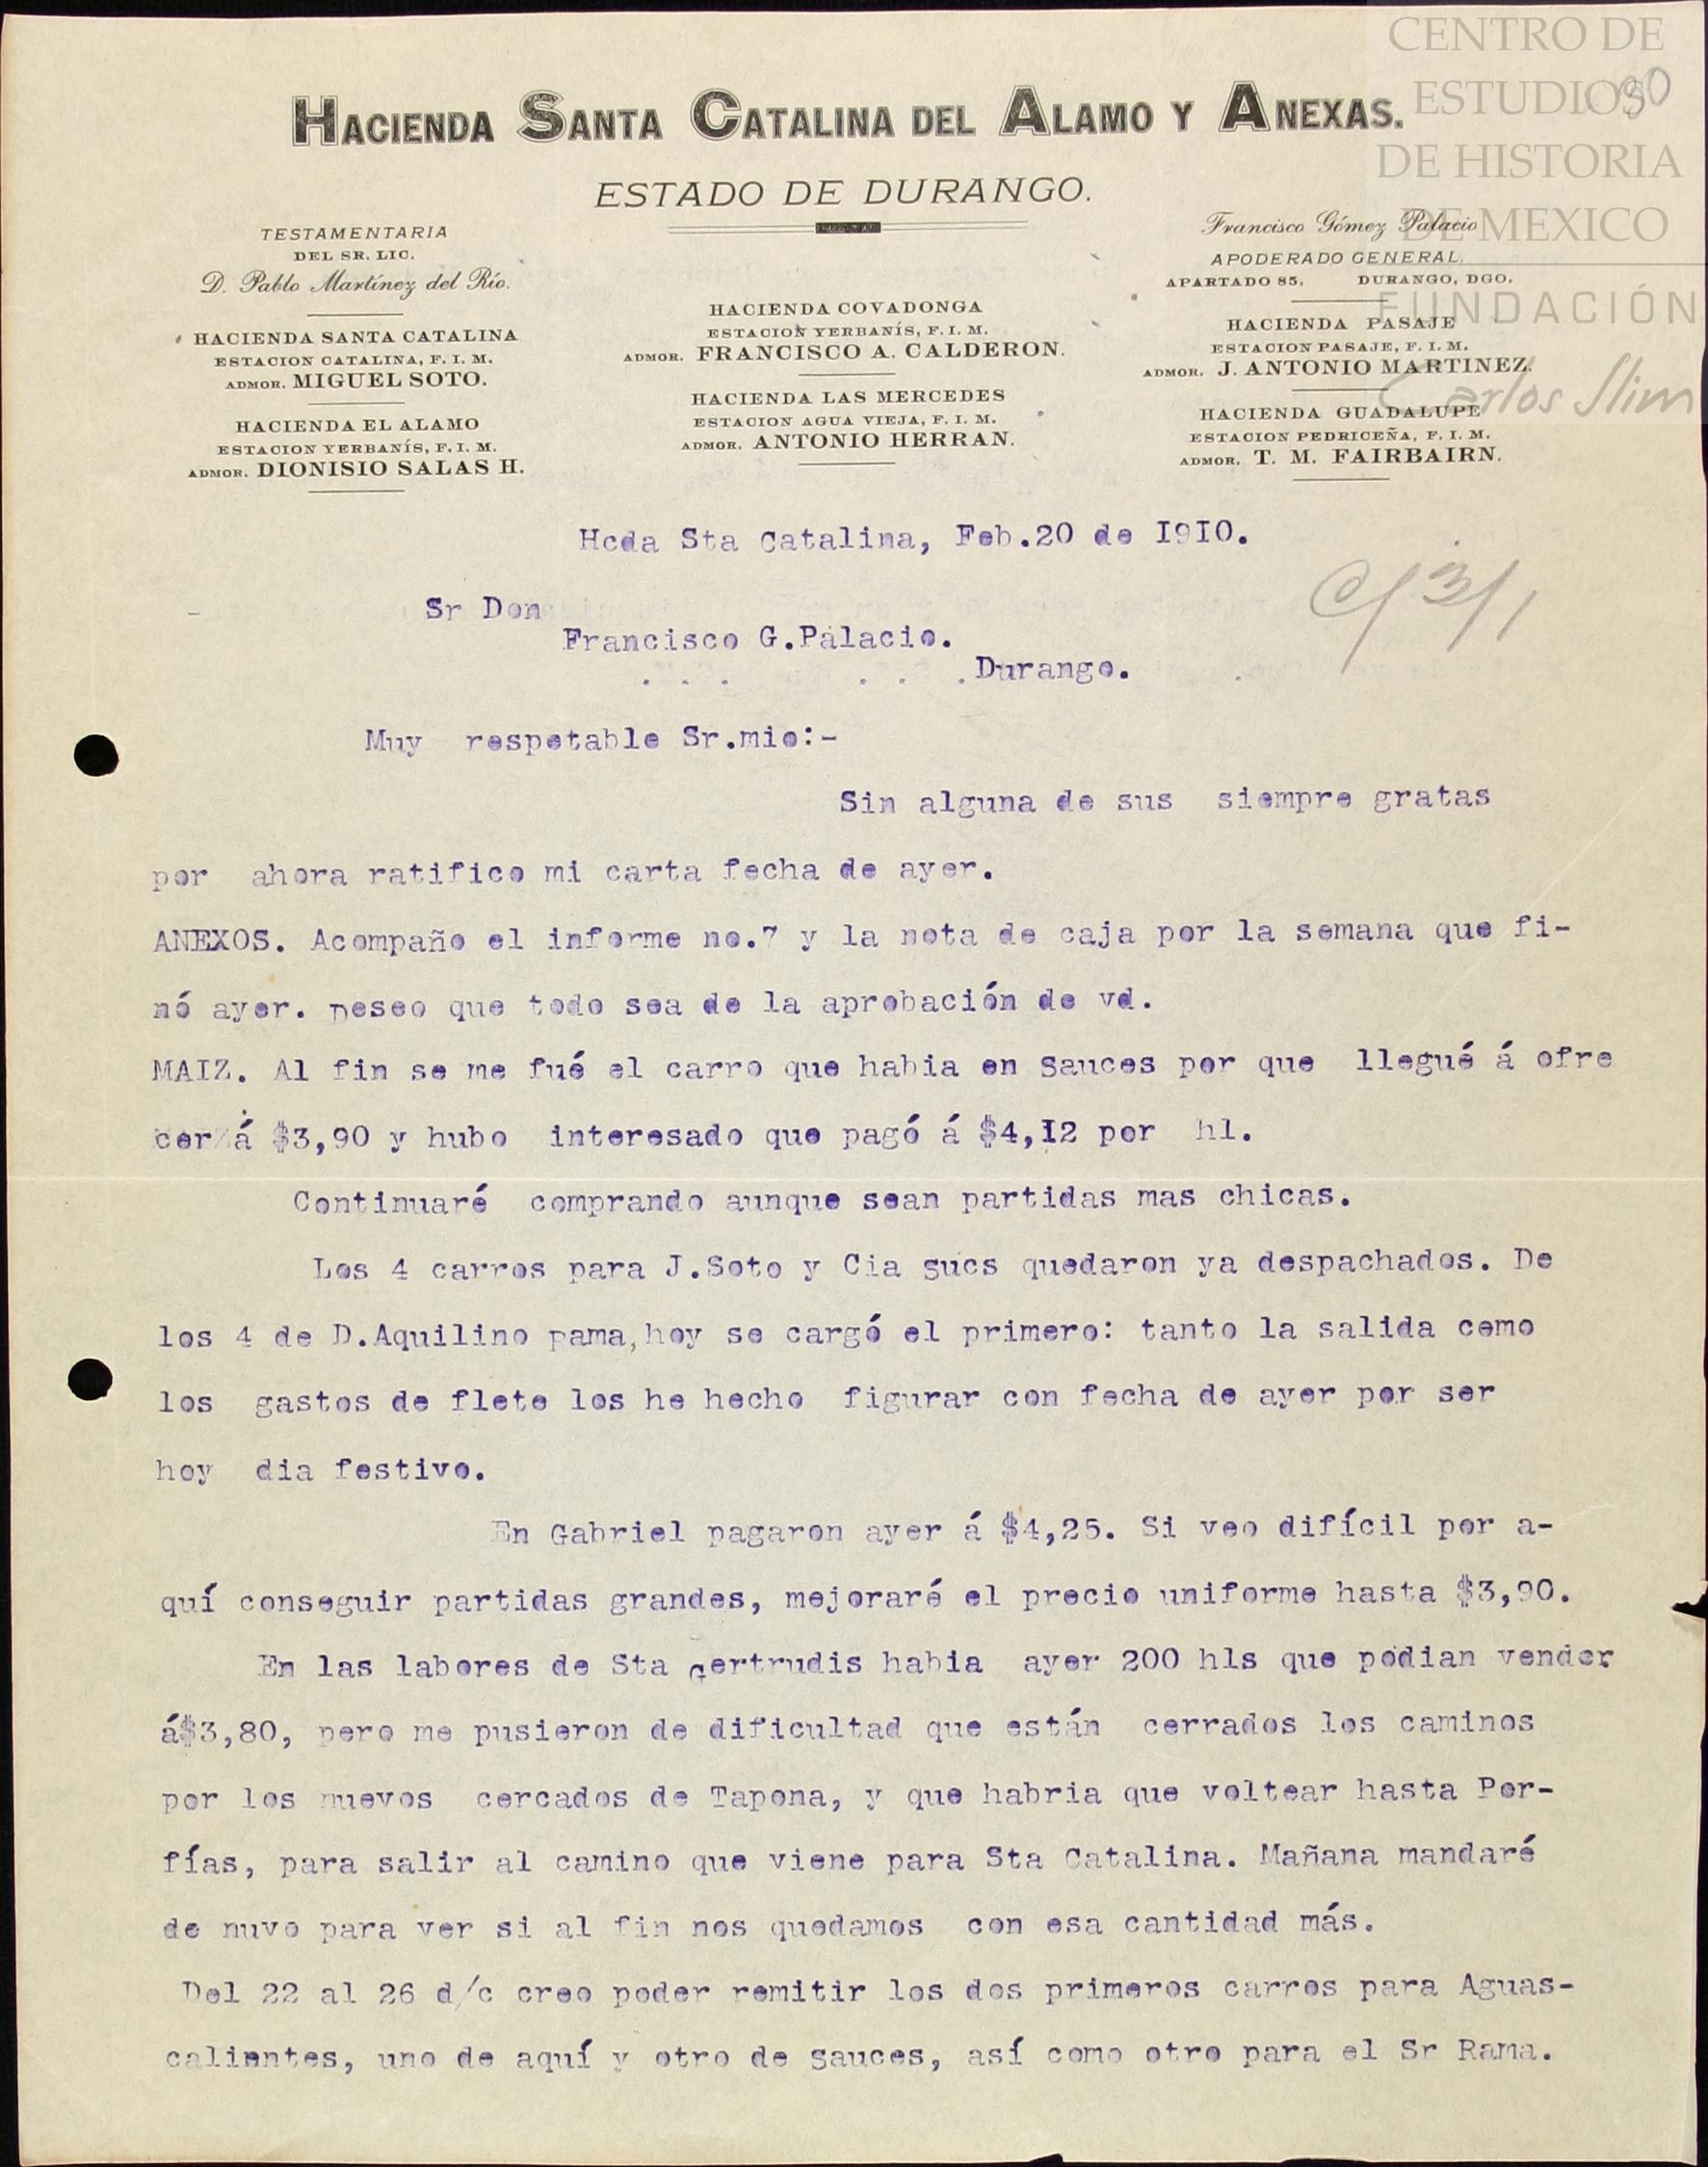 CENTRO DE
ESTUDIOS
DE HISTORIA
DE MEXICO
FUNDACIÓN
Carlos Slim
90
HACIENDA SANTA CATALINA DEL ALAMO Y ANEXAS.
ESTADO DE DURANGO.
TESTAMENTARIA
DEL SR. LIC.
D. Pablo Martínez del Río.
HACIENDA SANTA CATALINA
ESTACION CATALINA, F. I. M.
ADMOR. MIGUEL SOTO.
HACIENDA EL ALAMO
ESTACION YERBANÍS, F. I. M.
ADMOR. DIONISIO SALAS H.
HACIENDA COVADONGA
ESTACION YERBANÍS, F. I. M.
ADMOR. FRANCISCO A. CALDERON.
HACIENDA LAS MERCEDES
ESTACION AGUA VIEJA, F. I. M.
ADMOR. ANTONIO HERRAN.
Francisco Gómez Palacio
APODERADO GENERAL.
APARTADO 85. DURANGO, DGO.
HACIENDA PASAJE
ESTACION PASAJE, F. I. M.
ADMOR. J. ANTONIO MARTINEZ.
HACIENDA GUADALUPE
ESTACION PEDRICEÑA, F. I. M.
ADMOR. T. M. FAIRBAIRN.
Hcda Sta Catalina, Feb.20 de I9I0.
C/3/1
Sr Don
Francisco G.Palacio.
Durango.
Muy respetable Sr.mio:-
Sin alguna de sus siempre gratas
por ahora ratifico mi carta fecha de ayer.
ANEXOS. Acompaño el informe no.7 y la nota de caja por la semana que fi-
nó ayer. Deseo que todo sea de la aprobación de vd.
MAIZ. Al fin se me fué el carro que habia en Sauces por que llegué á ofre
cer á $3,90 y hubo interesado que pagó á $4,I2 por hl.
Continuaré comprando aunque sean partidas mas chicas.
Los 4 carros para J.Soto y Cia Sucs quedaron ya despachados. De
los 4 de D.Aquilino Rama,hoy se cargó el primero: tanto la salida como
los gastos de flete los he hecho figurar con fecha de ayer por ser
hoy dia festivo.
En Gabriel pagaron ayer á $4,25. Si veo difícil por a-
quí conseguir partidas grandes, mejoraré el precio uniforme hasta $3,90.
En las labores de Sta Gertrudis habia ayer 200 hls que podian vender
á$3,80, pero me pusieron de dificultad que están cerrados los caminos
por los nuevos cercados de Tapona, y que habria que voltear hasta Por-
fías, para salir al camino que viene para Sta Catalina. Mañana mandaré
de nuvo para ver si al fin nos quedamos con esa cantidad más.
Del 22 al 26 d/c creo poder remitir los dos primeros carros para Aguas-
calientes, uno de aquí y otro de Sauces, así como otro para el Sr Rama.